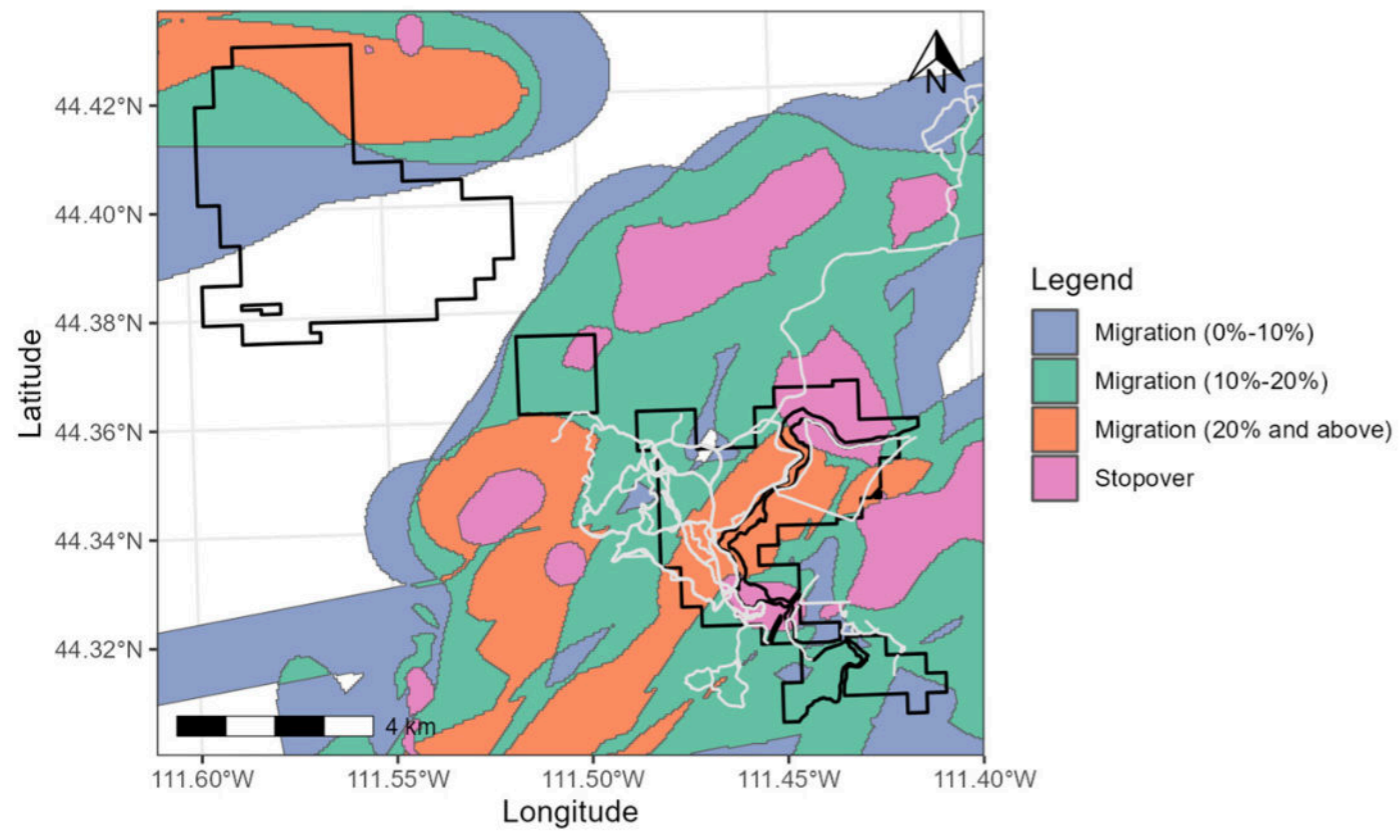 N
44.42°N
44.40°N
44.38°N
44.36°N
44.34°N
44.32°N
Latitude
4 km
111.60°W
111.55°W
111.50°W
111.45°W
111.40°W
Longitude
Legend
Migration (0%-10%)
Migration (10%-20%)
Migration (20% and above)
Stopover